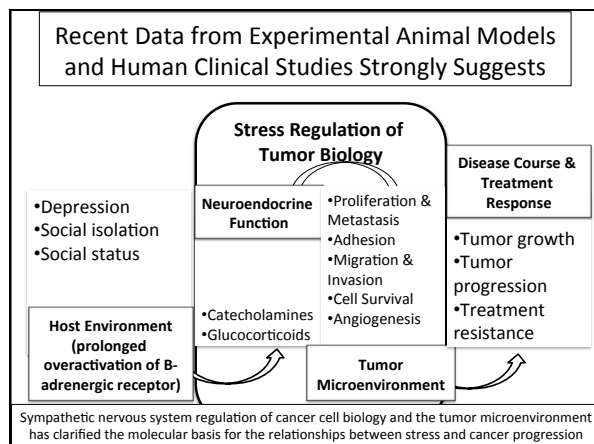 Recent Data from Experimental Animal Models
and Human Clinical Studies Strongly Suggests
Stress Regulation of
Tumor Biology
•Depression
•Social isolation
•Social status
Host Environment
(prolonged
overactivation of B-
adrenergic receptor)
Neuroendocrine
Function
•Catecholamines
•Glucocorticoids
•Proliferation &
Metastasis
•Adhesion
•Migration &
Invasion
•Cell Survival
•Angiogenesis
Tumor
Microenvironment
Disease Course &
Treatment
Response
•Tumor growth
•Tumor
progression
•Treatment
resistance
Sympathetic nervous system regulation of cancer cell biology and the tumor microenvironment
has clarified the molecular basis for the relationships between stress and cancer progression